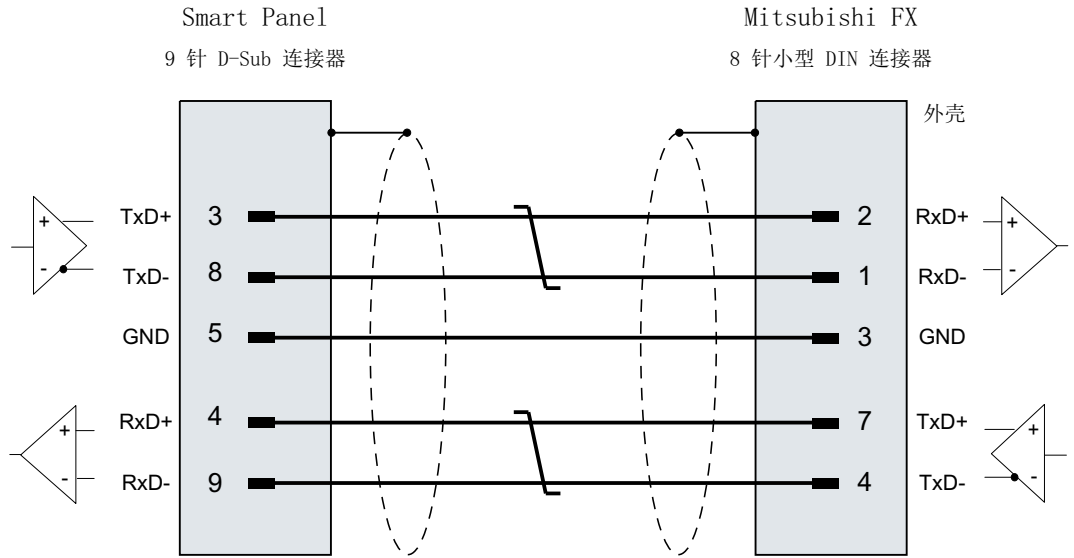 Smart Panel
9 针 D-Sub 连接器
Mitsubishi FX
8 针小型 DIN 连接器
外壳
+ TxD+ 3 2 RxD+ +
- TxD- 8 1 RxD- -
GND 5 3 GND
+ RxD+ 4 7 TxD+ +
- RxD- 9 4 TxD- -